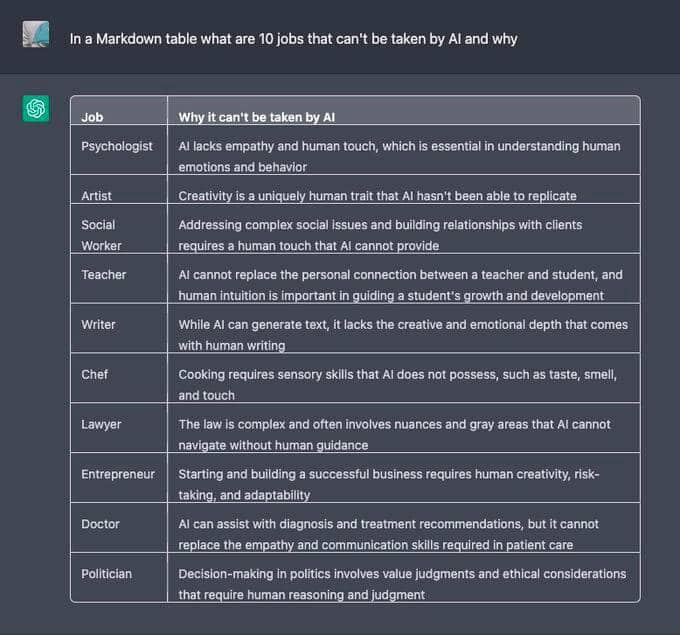 In a Markdown table what are 10 jobs that can't be taken by AI and why
Job Why it can't be taken by AI
Psychologist AI lacks empathy and human touch, which is essential in understanding human
emotions and behavior
Artist Creativity is a uniquely human trait that AI hasn't been able to replicate
Social Addressing complex social issues and building relationships with clients
Worker requires a human touch that AI cannot provide
Teacher AI cannot replace the personal connection between a teacher and student, and
human intuition is important in guiding a student's growth and development
Writer While AI can generate text, it lacks the creative and emotional depth that comes
with human writing
Chef Cooking requires sensory skills that AI does not possess, such as taste, smell,
and touch
Lawyer The law is complex and often involves nuances and gray areas that AI cannot
navigate without human guidance
Entrepreneur Starting and building a successful business requires human creativity, risk-
taking, and adaptability
Doctor AI can assist with diagnosis and treatment recommendations, but it cannot
replace the empathy and communication skills required in patient care
Politician Decision-making in politics involves value judgments and ethical considerations
that require human reasoning and judgment